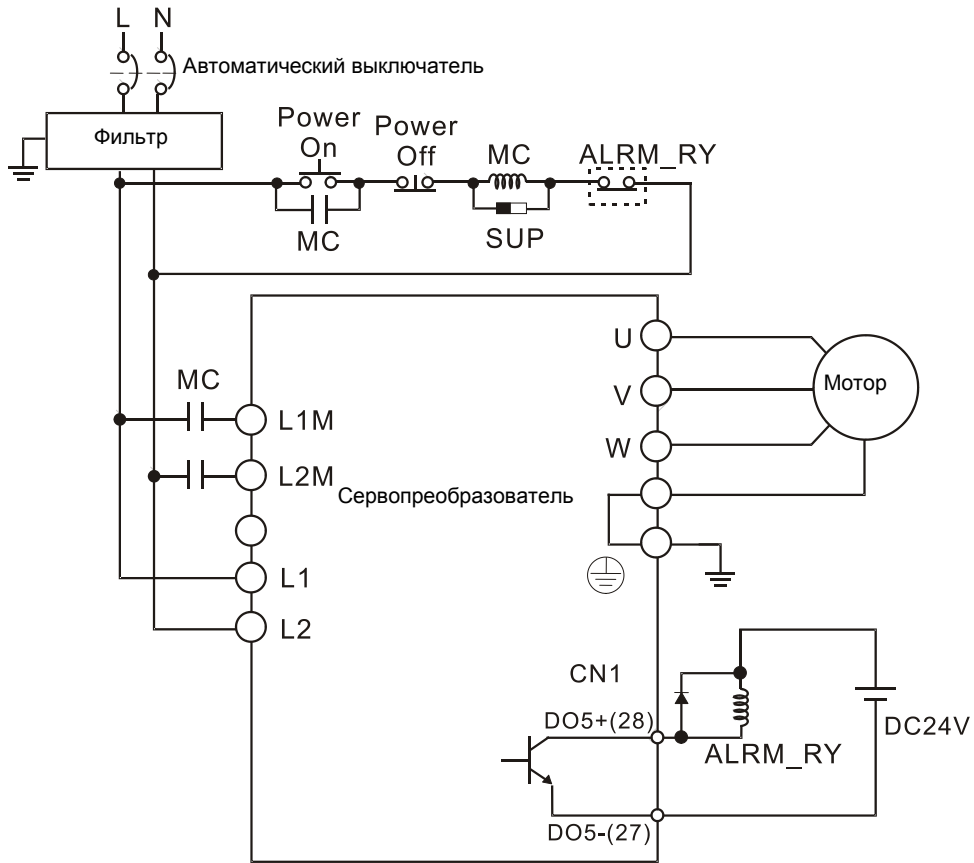 L N
Автоматический выключатель
Фильтр
Power
On
Power
Off
MC
ALRM_RY
MC
SUP
U
MC
V
Мотор
L1M
W
L2M
Сервопреобразователь
L1
L2
CN1
DO5+(28)
DC24V
ALRM_RY
DO5-(27)